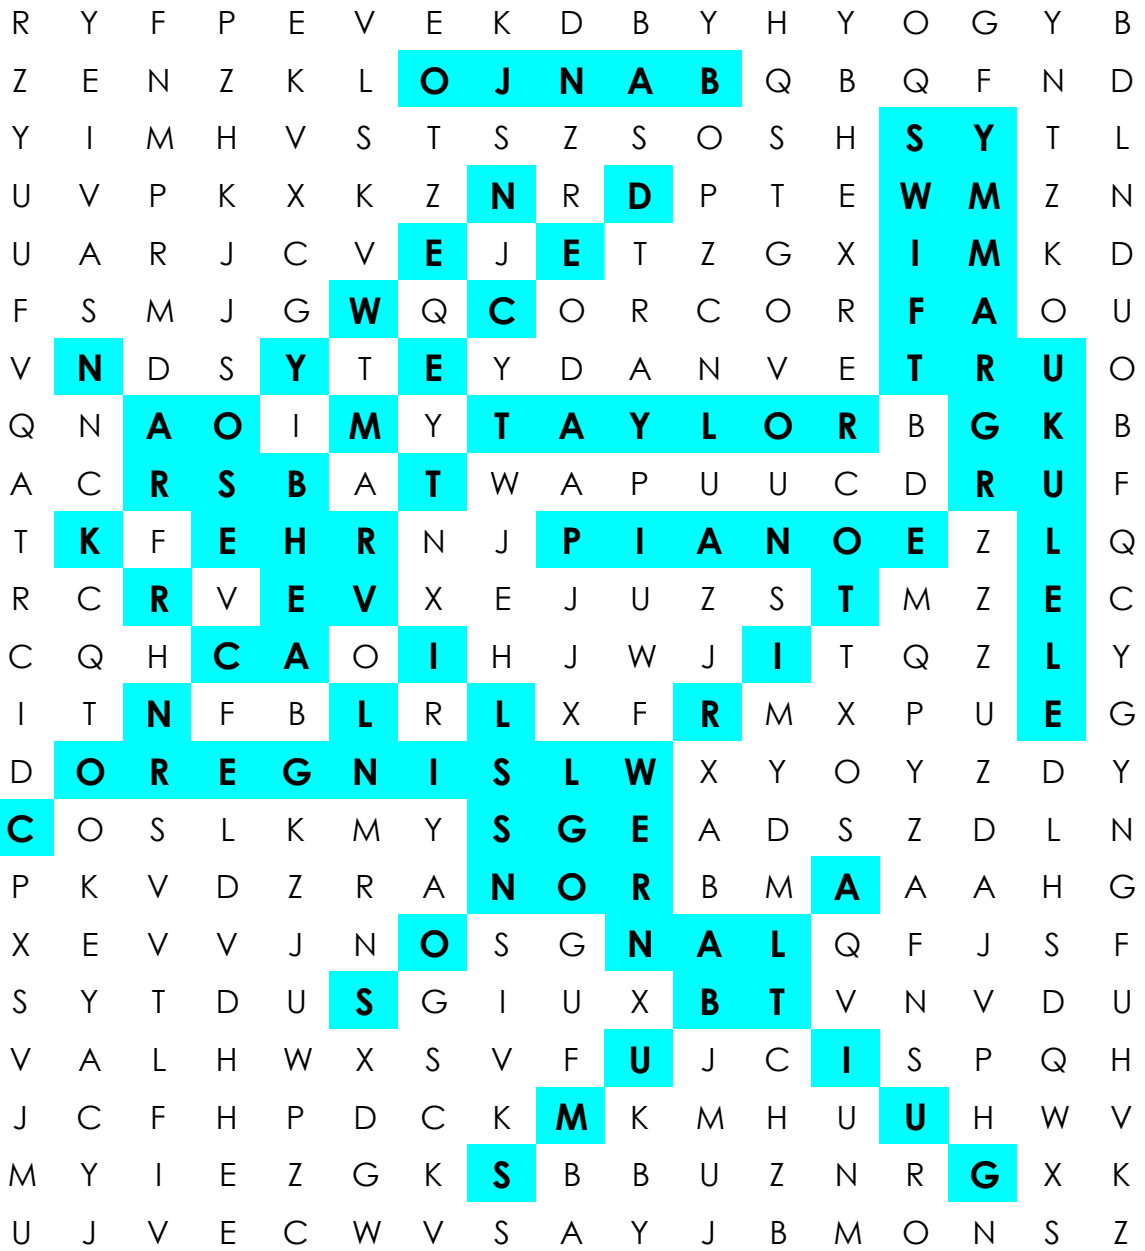 R Y F P E V E K D B Y H Y O G Y B
Z E N Z K L O J N A B Q B Q F N D
Y I M H V S T S Z S O S H S Y T L
U V P K X K Z N R D P T E W M Z N
U A R J C V E J E T Z G X I M K D
F S M J G W Q C O R C O R F A O U
V N D S Y T E Y D A N V E T R U O
Q N A O I M Y T A Y L O R B G K B
A C R S B A T W A P U U C D R U F
T K F E H R N J P I A N O E Z L Q
R C R V E V X E J U Z S T M Z E C
C Q H C A O I H J W J I T Q Z L Y
I T N F B L R L X F R M X P U E G
D O R E G N I S L W X Y O Y Z D Y
C O S L K M Y S G E A D S Z D L N
P K V D Z R A N O R B M A A A H G
X E V V J N O S G N A L Q F J S F
S Y T D U S G I U X B T V N V D U
V A L H W X S V F U J C I S P Q H
J C F H P D C K M K M H U U H W V
M Y I E Z G K S B B U Z N R G X K
U J V E C W V S A Y J B M O N S Z